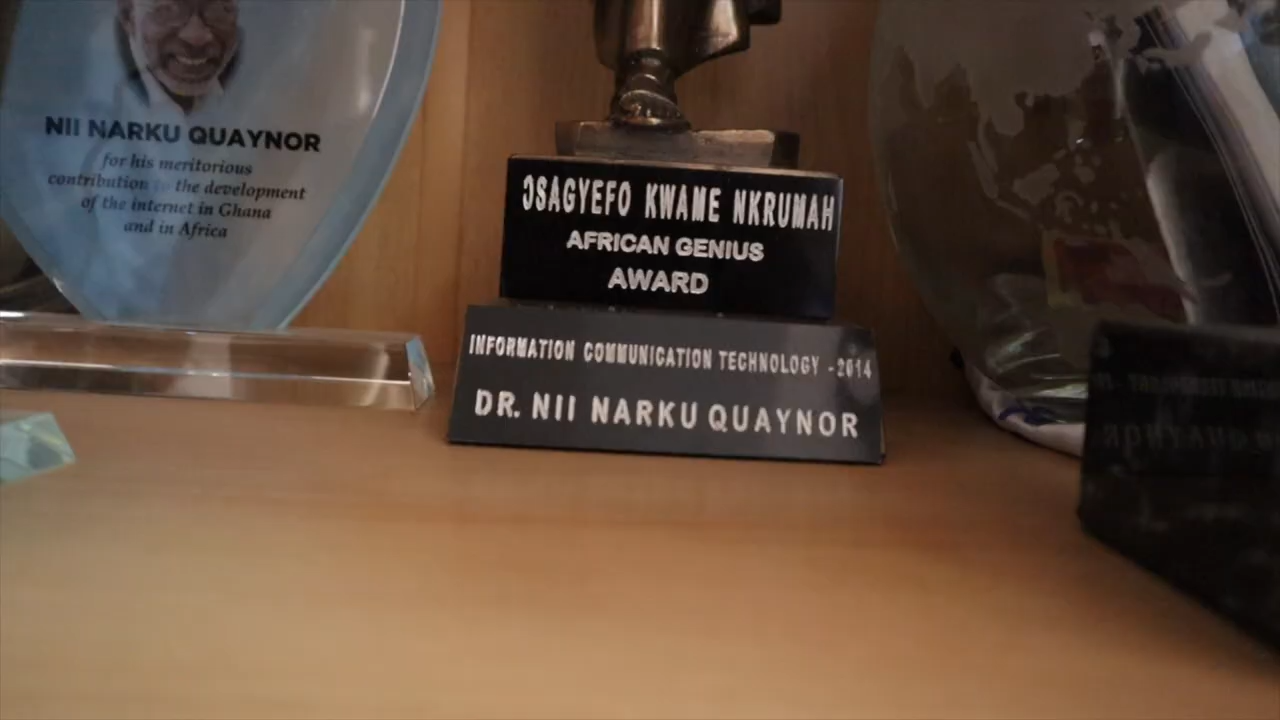 NII NARKU QUAYNOR
for his meritorious
contribution to the development
of the internet in Ghana
and in Africa
OSAGYEFO KWAME NKRUMAH
AFRICAN GENIUS
AWARD
INFORMATION COMMUNICATION TECHNOLOGY -2014
DR. NII NARKU QUAYNOR